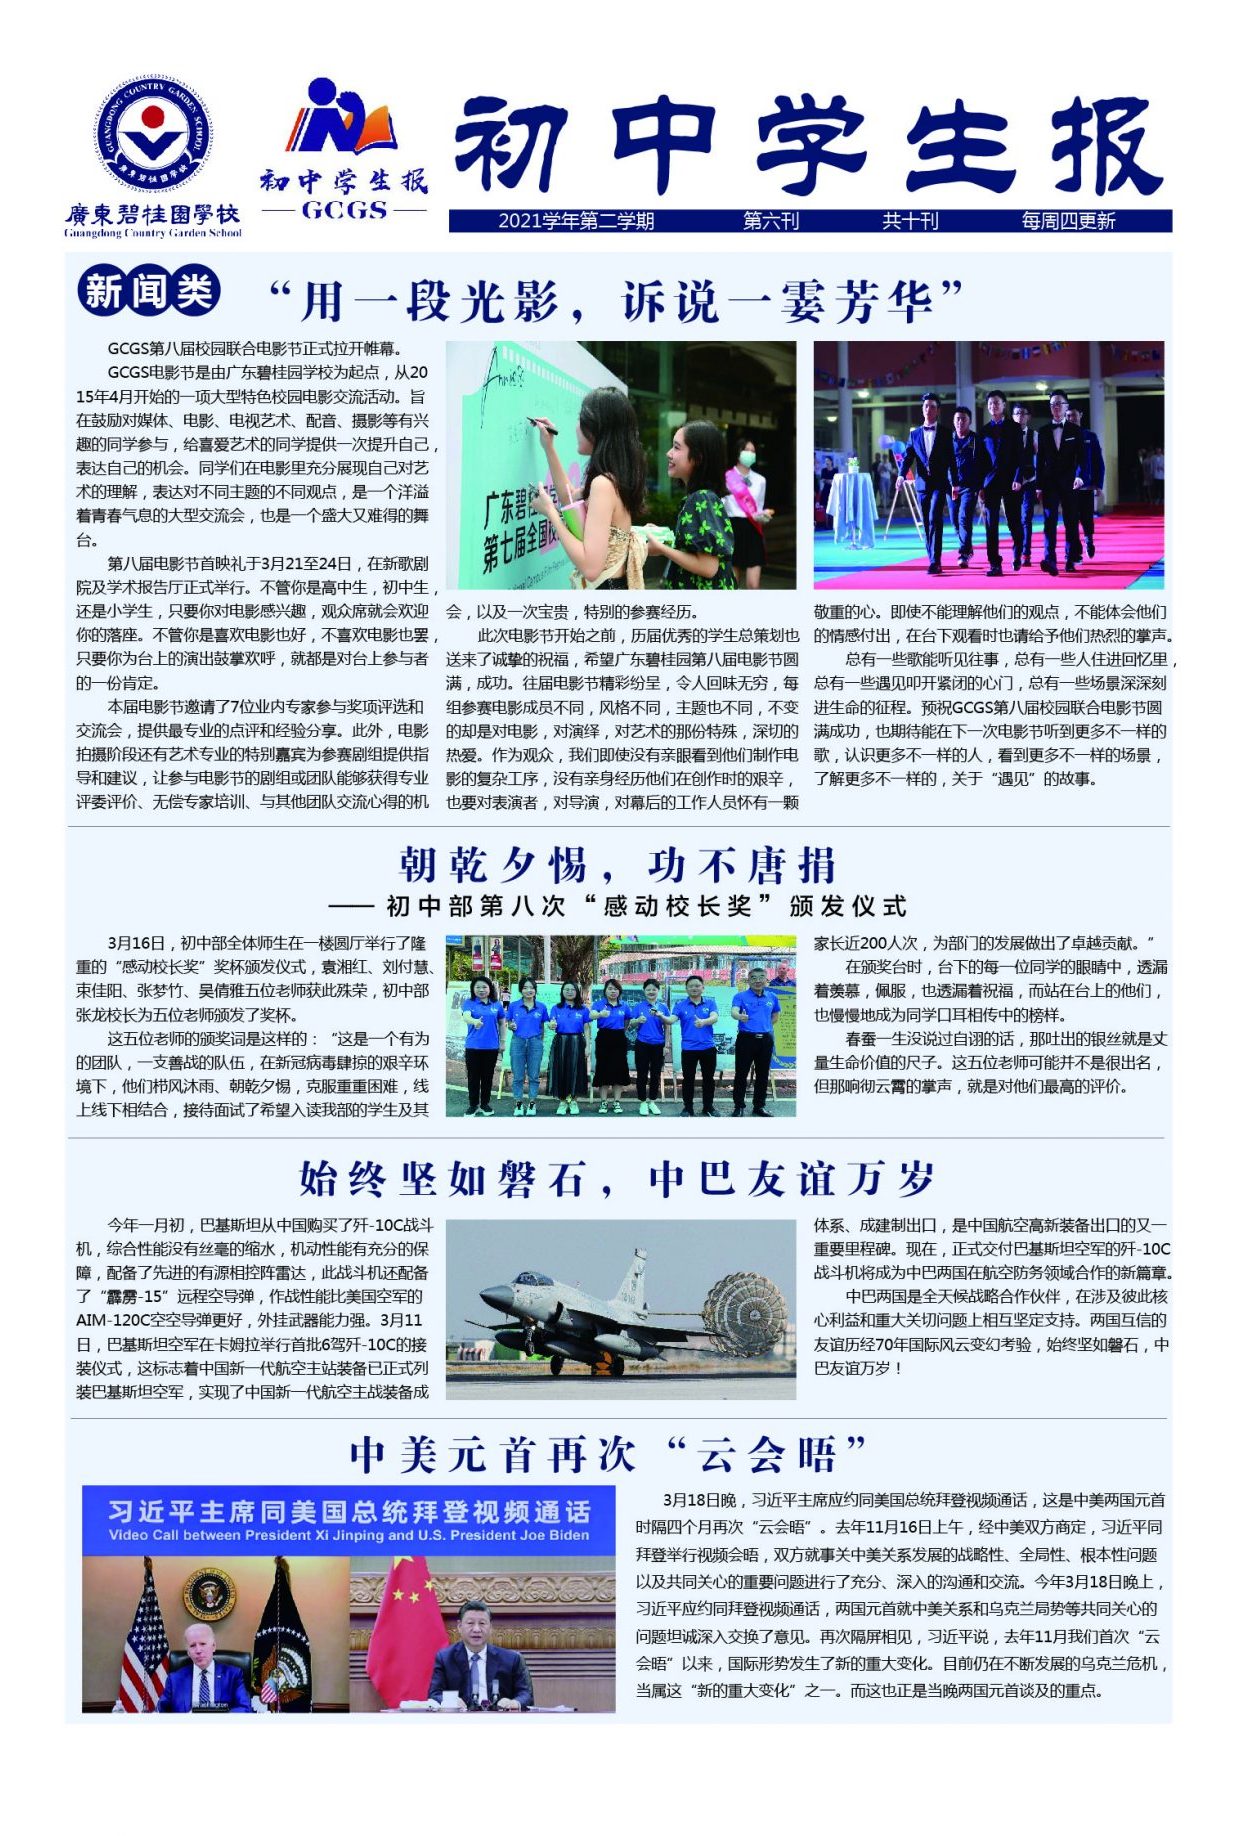 GUANGDONG COUNTRY GARDEN SCHOOL
廣東碧桂園學校
廣東碧桂園學校
Guangdong Country Garden School
初中学生报
GCGS
初中学生报
2021学年第二学期 第六刊 共十刊 每周四更新
新闻类
“用一段光影，诉说一霎芳华”
GCGS第八届校园联合电影节正式拉开帷幕。
GCGS电影节是由广东碧桂园学校为起点，从20
15年4月开始的一项大型特色校园电影交流活动。旨
在鼓励对媒体、电影、电视艺术、配音、摄影等有兴
趣的同学参与，给喜爱艺术的同学提供一次提升自己，
表达自己的机会。同学们在电影里充分展现自己对艺
术的理解，表达对不同主题的不同观点，是一个洋溢
着青春气息的大型交流会，也是一个盛大又难得的舞
台。
第八届电影节首映礼于3月21至24日，在新歌剧
院及学术报告厅正式举行。不管你是高中生，初中生，
还是小学生，只要你对电影感兴趣，观众席就会欢迎
你的落座。不管你是喜欢电影也好，不喜欢电影也罢，
只要你为台上的演出鼓掌欢呼，就都是对台上参与者
的一份肯定。
本届电影节邀请了7位业内专家参与奖项评选和
交流会，提供最专业的点评和经验分享。此外，电影
拍摄阶段还有艺术专业的特别嘉宾为参赛剧组提供指
导和建议，让参与电影节的剧组或团队能够获得专业
评委评价、无偿专家培训、与其他团队交流心得的机
广东碧桂
第七届全国校
会，以及一次宝贵，特别的参赛经历。
此次电影节开始之前，历届优秀的学生总策划也
送来了诚挚的祝福，希望广东碧桂园第八届电影节圆
满，成功。往届电影节精彩纷呈，令人回味无穷，每
组参赛电影成员不同，风格不同，主题也不同，不变
的却是对电影，对演绎，对艺术的那份特殊，深切的
热爱。作为观众，我们即使没有亲眼看到他们制作电
影的复杂工序，没有亲身经历他们在创作时的艰辛，
也要对表演者，对导演，对幕后的工作人员怀有一颗
敬重的心。即使不能理解他们的观点，不能体会他们
的情感付出，在台下观看时也请给予他们热烈的掌声。
总有一些歌能听见往事，总有一些人住进回忆里，
总有一些遇见叩开紧闭的心门，总有一些场景深深刻
进生命的征程。预祝GCGS第八届校园联合电影节圆
满成功，也期待能在下一次电影节听到更多不一样的
歌，认识更多不一样的人，看到更多不一样的场景，
了解更多不一样的，关于“遇见”的故事。
朝乾夕惕，功不唐捐
—— 初中部第八次“感动校长奖”颁发仪式
3月16日，初中部全体师生在一楼圆厅举行了隆
重的“感动校长奖”奖杯颁发仪式，袁湘红、刘付慧、
束佳阳、张梦竹、吴倩雅五位老师获此殊荣，初中部
张龙校长为五位老师颁发了奖杯。
这五位老师的颁奖词是这样的：“这是一个有为
的团队，一支善战的队伍，在新冠病毒肆掠的艰辛环
境下，他们栉风沐雨、朝乾夕惕，克服重重困难，线
上线下相结合，接待面试了希望入读我部的学生及其
家长近200人次，为部门的发展做出了卓越贡献。”
在颁奖台时，台下的每一位同学的眼睛中，透漏
着羡慕，佩服，也透漏着祝福，而站在台上的他们，
也慢慢地成为同学口耳相传中的榜样。
春蚕一生没说过自诩的话，那吐出的银丝就是丈
量生命价值的尺子。这五位老师可能并不是很出名，
但那响彻云霄的掌声，就是对他们最高的评价。
始终坚如磐石，中巴友谊万岁
今年一月初，巴基斯坦从中国购买了歼-10C战斗
机，综合性能没有丝毫的缩水，机动性能有充分的保
障，配备了先进的有源相控阵雷达，此战斗机还配备
了“霹雳-15”远程空导弹，作战性能比美国空军的
AIM-120C空空导弹更好，外挂武器能力强。3月11
日，巴基斯坦空军在卡姆拉举行首批6驾歼-10C的接
装仪式，这标志着中国新一代航空主站装备已正式列
装巴基斯坦空军，实现了中国新一代航空主战装备成
体系、成建制出口，是中国航空高新装备出口的又一
重要里程碑。现在，正式交付巴基斯坦空军的歼-10C
战斗机将成为中巴两国在航空防务领域合作的新篇章。
中巴两国是全天候战略合作伙伴，在涉及彼此核
心利益和重大关切问题上相互坚定支持。两国互信的
友谊历经70年国际风云变幻考验，始终坚如磐石，中
巴友谊万岁！
中美元首再次“云会晤”
习近平主席同美国总统拜登视频通话
Video Call between President Xi Jinping and U.S. President Joe Biden
3月18日晚，习近平主席应约同美国总统拜登视频通话，这是中美两国元首
时隔四个月再次“云会晤”。去年11月16日上午，经中美双方商定，习近平同
拜登举行视频会晤，双方就事关中美关系发展的战略性、全局性、根本性问题
以及共同关心的重要问题进行了充分、深入的沟通和交流。今年3月18日晚上，
习近平应约同拜登视频通话，两国元首就中美关系和乌克兰局势等共同关心的
问题坦诚深入交换了意见。再次隔屏相见，习近平说，去年11月我们首次“云
会晤”以来，国际形势发生了新的重大变化。目前仍在不断发展的乌克兰危机，
当属这“新的重大变化”之一。而这也正是当晚两国元首谈及的重点。